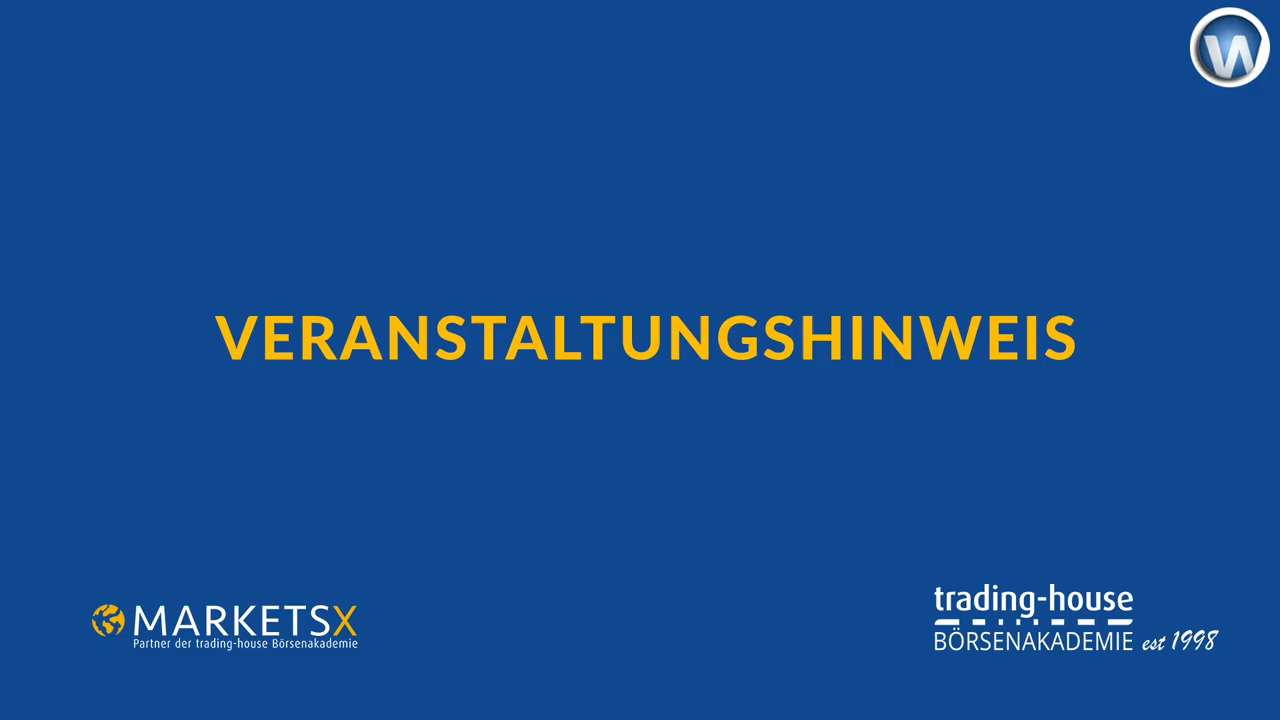 VERANSTALTUNGSHINWEIS
MARKETSX
Partner der trading-house Börsenakademie
trading-house
BÖRSENAKADEMIE est 1998